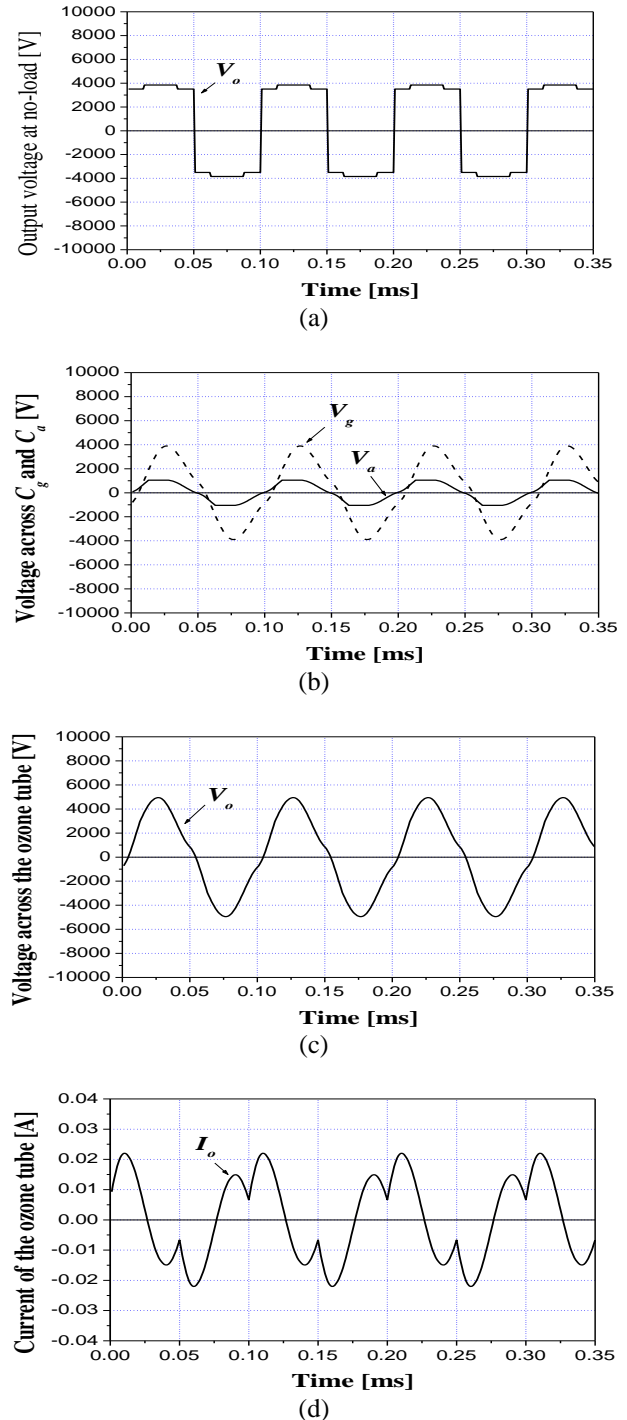 Output voltage at no-load [V]
10000
8000
6000
4000
2000
0
-2000
-4000
-6000
-8000
-10000
V_o
0.00 0.05 0.10 0.15 0.20 0.25 0.30 0.35
Time [ms]
(a)
Voltage across C_g and C_a [V]
10000
8000
6000
4000
2000
0
-2000
-4000
-6000
-8000
-10000
V_g
V_a
0.00 0.05 0.10 0.15 0.20 0.25 0.30 0.35
Time [ms]
(b)
Voltage across the ozone tube [V]
10000
8000
6000
4000
2000
0
-2000
-4000
-6000
-8000
-10000
V_o
0.00 0.05 0.10 0.15 0.20 0.25 0.30 0.35
Time [ms]
(c)
Current of the ozone tube [A]
0.04
0.03
0.02
0.01
0.00
-0.01
-0.02
-0.03
-0.04
I_o
0.00 0.05 0.10 0.15 0.20 0.25 0.30 0.35
Time [ms]
(d)